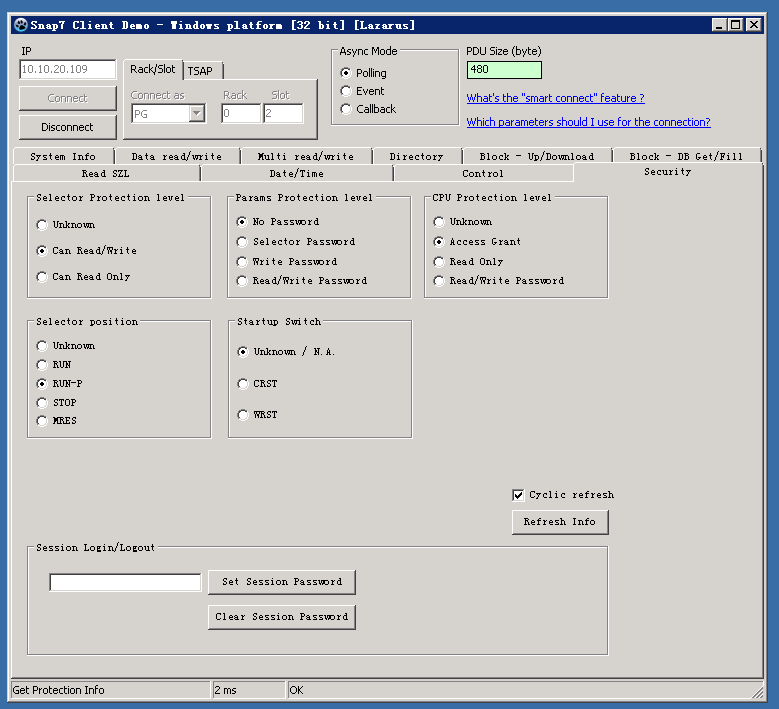 Snap7 Client Demo - Windows platform [32 bit] [Lazarus]
IP
10.10.20.109
Connect
Disconnect
Rack/Slot TSAP
Connect as Rack Slot
PG 0 2
Async Mode
Polling
Event
Callback
PDU Size (byte)
480
What's the "smart connect" feature ?
Which parameters should I use for the connection?
System Info Data read/write Multi read/write Directory Block - Up/Download Block - DB Get/Fill
Read SZL Date/Time Control Security
Selector Protection level
Unknown
Can Read/Write
Can Read Only
Params Protection level
No Password
Selector Password
Write Password
Read/Write Password
CPU Protection level
Unknown
Access Grant
Read Only
Read/Write Password
Selector position
Unknown
RUN
RUN-P
STOP
MRES
Startup Switch
Unknown / N.A.
CRST
WRST
Cyclic refresh
Refresh Info
Session Login/Logout
Set Session Password
Clear Session Password
Get Protection Info 2 ms OK